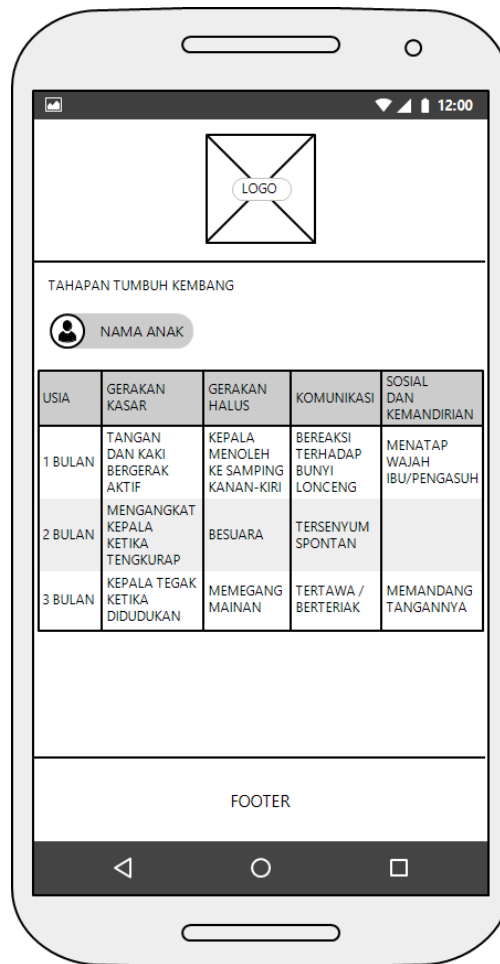 12:00
LOGO
TAHAPAN TUMBUH KEMBANG
NAMA ANAK
USIA
GERAKAN
KASAR
GERAKAN
HALUS
KOMUNIKASI
SOSIAL
DAN
KEMANDIRIAN
1 BULAN
TANGAN
DAN KAKI
BERGERAK
AKTIF
KEPALA
MENOLEH
KE SAMPING
KANAN-KIRI
BEREAKSI
TERHADAP
BUNYI
LONCENG
MENATAP
WAJAH
IBU/PENGASUH
2 BULAN
MENGANGKAT
KEPALA
KETIKA
TENGKURAP
BESUARA
TERSENYUM
SPONTAN
3 BULAN
KEPALA TEGAK
KETIKA
DIDUDUKAN
MEMEGANG
MAINAN
TERTAWA /
BERTERIAK
MEMANDANG
TANGANNYA
FOOTER